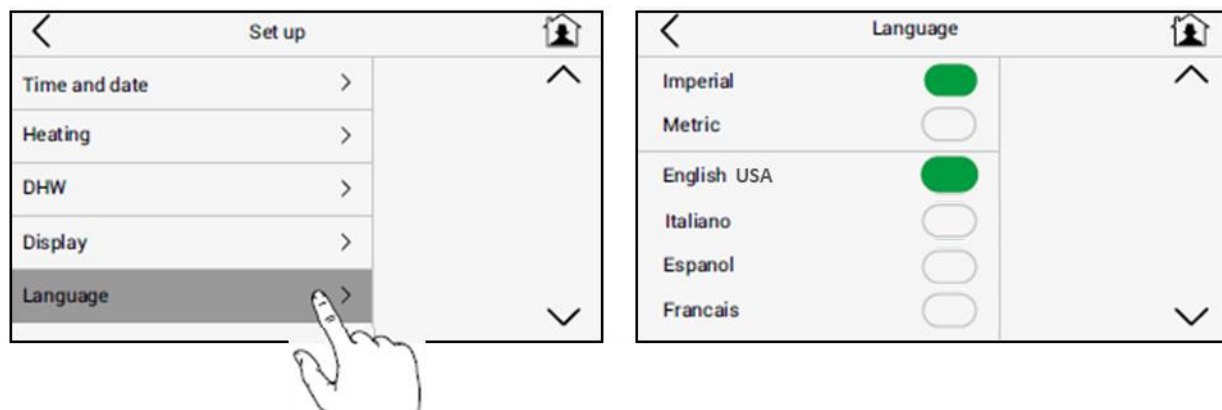 Set up
Time and date
Heating
DHW
Display
Language
Language
Imperial
Metric
English USA
Italiano
Espanol
Francais